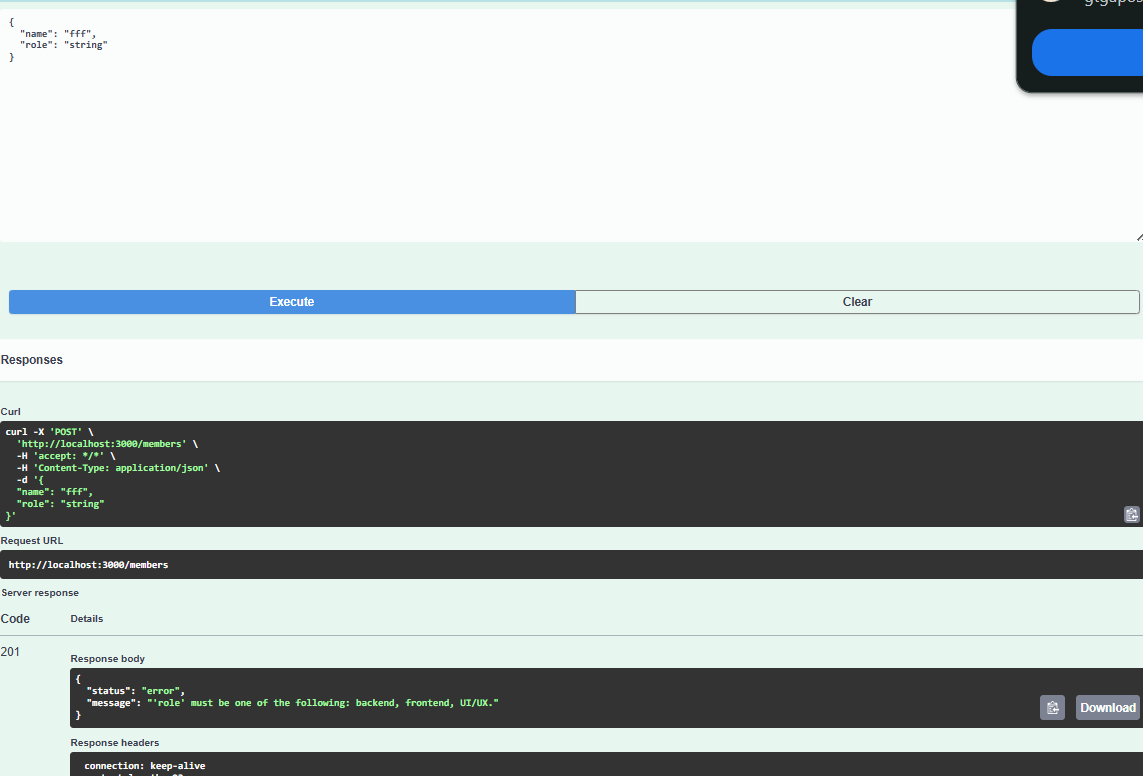 {
  "name": "fff",
  "role": "string"
}
Execute
Clear
Responses
Curl
curl -X 'POST' \
  'http://localhost:3000/members' \
  -H 'accept: */*' \
  -H 'Content-Type: application/json' \
  -d '{
  "name": "fff",
  "role": "string"
}'
Request URL
http://localhost:3000/members
Server response
Code Details
201
Response body
{
  "status": "error",
  "message": "'role' must be one of the following: backend, frontend, UI/UX."
}
Download
Response headers
connection: keep-alive